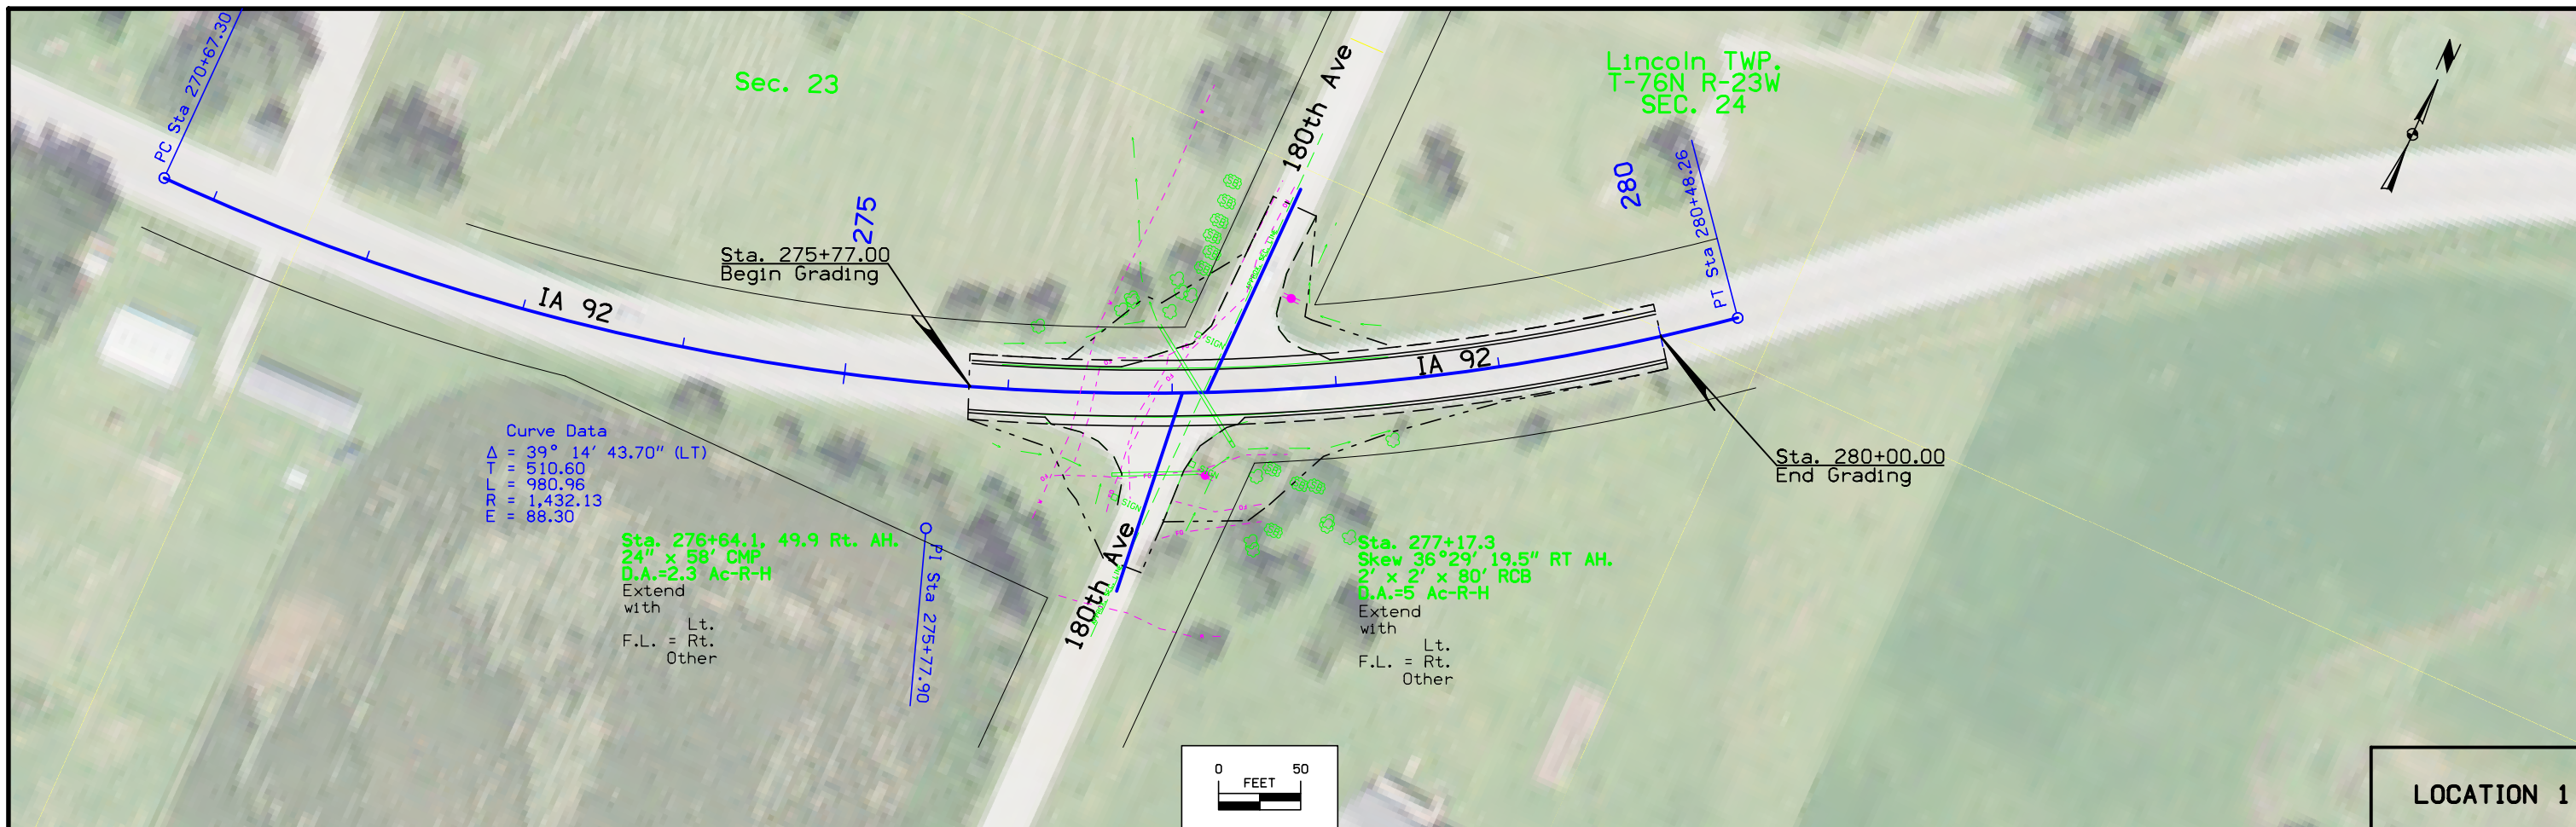 PC Sta 270+67.30
Sec. 23
180th Ave
Lincoln TWP.
T-76N R-23W
SEC. 24
275
280
PT Sta 280+48.26
Sta. 275+77.00
Begin Grading
IA 92
IA 92
SIGN
Curve Data
Δ = 39° 14' 43.70" (LT)
T = 510.60
L = 980.96
R = 1,432.13
E = 88.30
Sta. 280+00.00
End Grading
SIGN
PI Sta 275+77.90
180th Ave
Sta. 276+64.1, 49.9 Rt. AH.
24" x 58' CMP
D.A.=2.3 Ac-R-H
Extend
with
Lt.
F.L. = Rt.
Other
Sta. 277+17.3
Skew 36°29' 19.5" RT AH.
2' x 2' x 80' RCB
D.A.=5 Ac-R-H
Extend
with
Lt.
F.L. = Rt.
Other
0 50
FEET
LOCATION 1